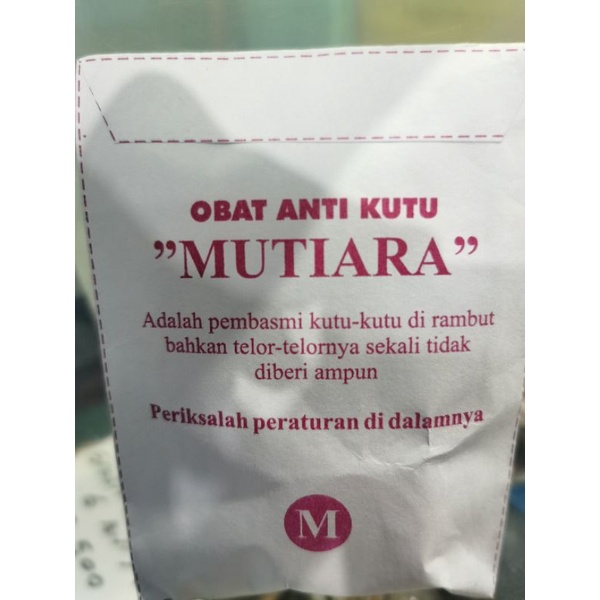 OBAT ANTI KUTU
”MUTIARA”
Adalah pembasmi kutu-kutu di rambut
bahkan telor-telornya sekali tidak
diberi ampun
Periksalah peraturan di dalamnya
M